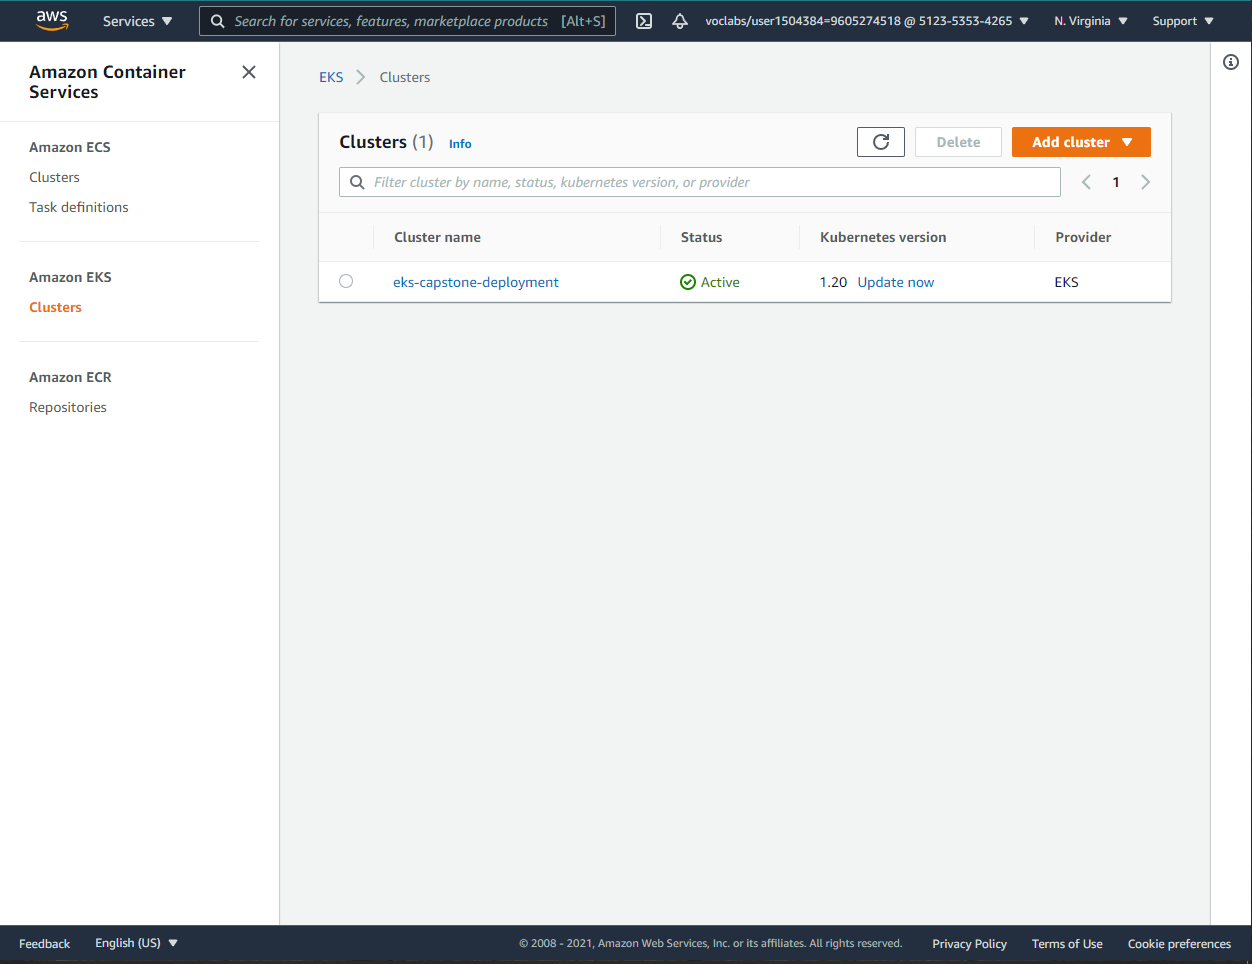 aws
Services
Search for services, features, marketplace products [Alt+S]
voclabs/user1504384=9605274518 @ 5123-5353-4265
N. Virginia
Support
Amazon Container
Services
Amazon ECS
Clusters
Task definitions
Amazon EKS
Clusters
Amazon ECR
Repositories
EKS
Clusters
Clusters (1) Info
Delete
Add cluster
Filter cluster by name, status, kubernetes version, or provider
1
Cluster name Status Kubernetes version Provider
eks-capstone-deployment Active 1.20 Update now EKS
Feedback
English (US)
© 2008 - 2021, Amazon Web Services, Inc. or its affiliates. All rights reserved.
Privacy Policy
Terms of Use
Cookie preferences